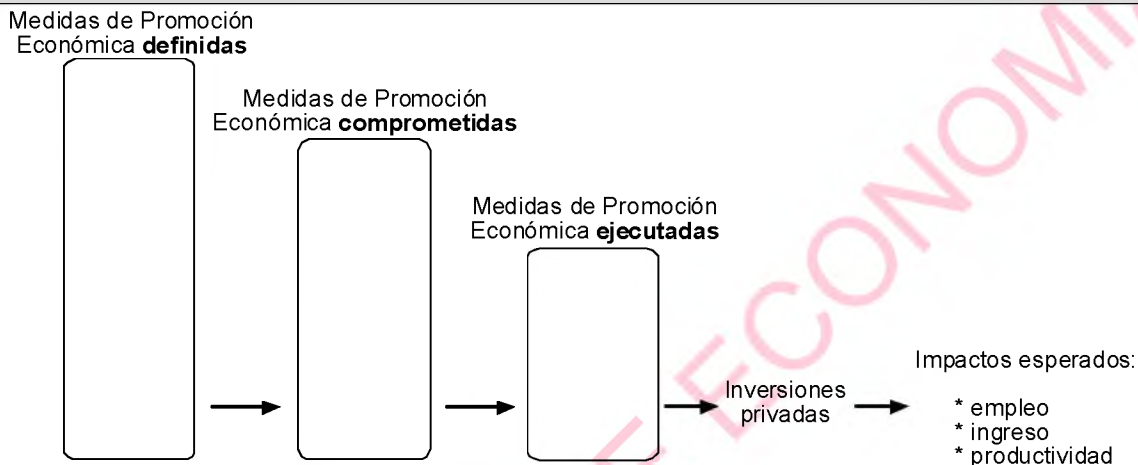 Medidas de Promoción
Económica definidas
Medidas de Promoción
Económica comprometidas
Medidas de Promoción
Económica ejecutadas
Inversiones
privadas
Impactos esperados:
* empleo
* ingreso
* productividad
E ECONOMI